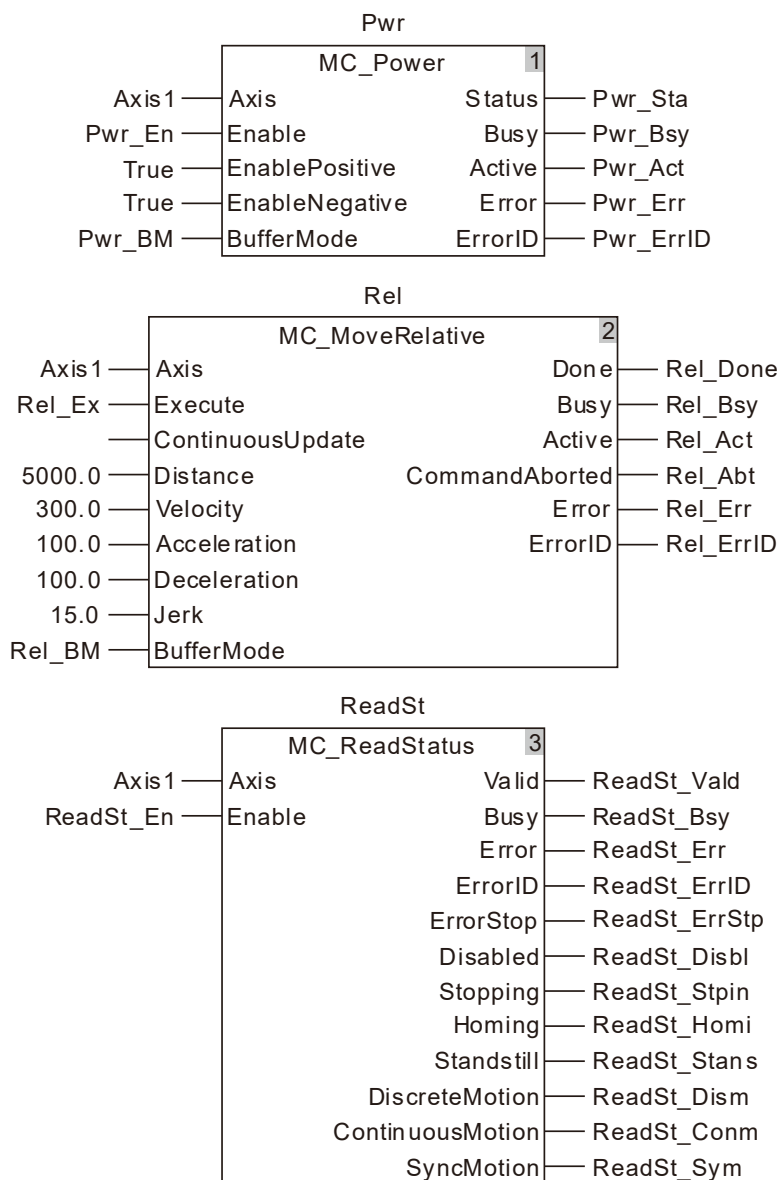 Pwr
MC_Power 1
Axis1 Axis Status Pwr_Sta
Pwr_En Enable Busy Pwr_Bsy
True EnablePositive Active Pwr_Act
True EnableNegative Error Pwr_Err
Pwr_BM BufferMode ErrorID Pwr_ErrID
Rel
MC_MoveRelative 2
Axis1 Axis Done Rel_Done
Rel_Ex Execute Busy Rel_Bsy
ContinuousUpdate Active Rel_Act
5000.0 Distance CommandAborted Rel_Abt
300.0 Velocity Error Rel_Err
100.0 Acceleration ErrorID Rel_ErrID
100.0 Deceleration
15.0 Jerk
Rel_BM BufferMode
ReadSt
MC_ReadStatus 3
Axis1 Axis Valid ReadSt_Vald
ReadSt_En Enable Busy ReadSt_Bsy
Error ReadSt_Err
ErrorID ReadSt_ErrID
ErrorStop ReadSt_ErrStp
Disabled ReadSt_Disbl
Stopping ReadSt_Stpin
Homing ReadSt_Homi
Standstill ReadSt_Stans
DiscreteMotion ReadSt_Dism
ContinuousMotion ReadSt_Conm
SyncMotion ReadSt_Sym